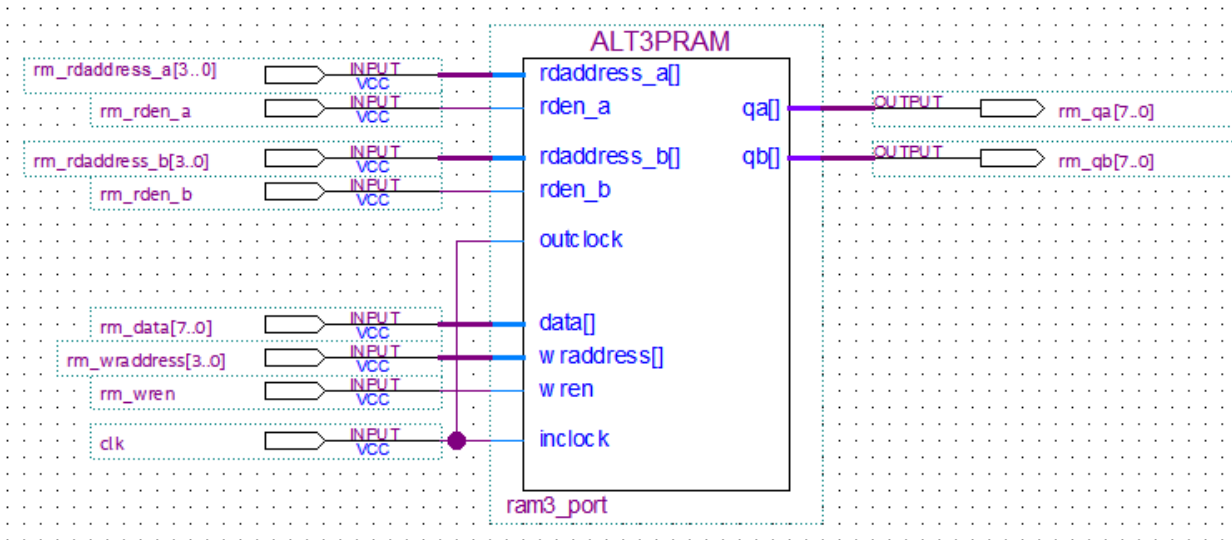 ALT3PRAM
rm_rdaddress_a[3..0] INPUT VCC rdaddress_a[]
rm_rden_a INPUT VCC rden_a qa[] OUTPUT rm_qa[7..0]
rm_rdaddress_b[3..0] INPUT VCC rdaddress_b[] qb[] OUTPUT rm_qb[7..0]
rm_rden_b INPUT VCC rden_b
outclock
rm_data[7..0] INPUT VCC data[]
rm_wraddress[3..0] INPUT VCC wraddress[]
rm_wren INPUT VCC wren
clk INPUT VCC inclock
ram3_port